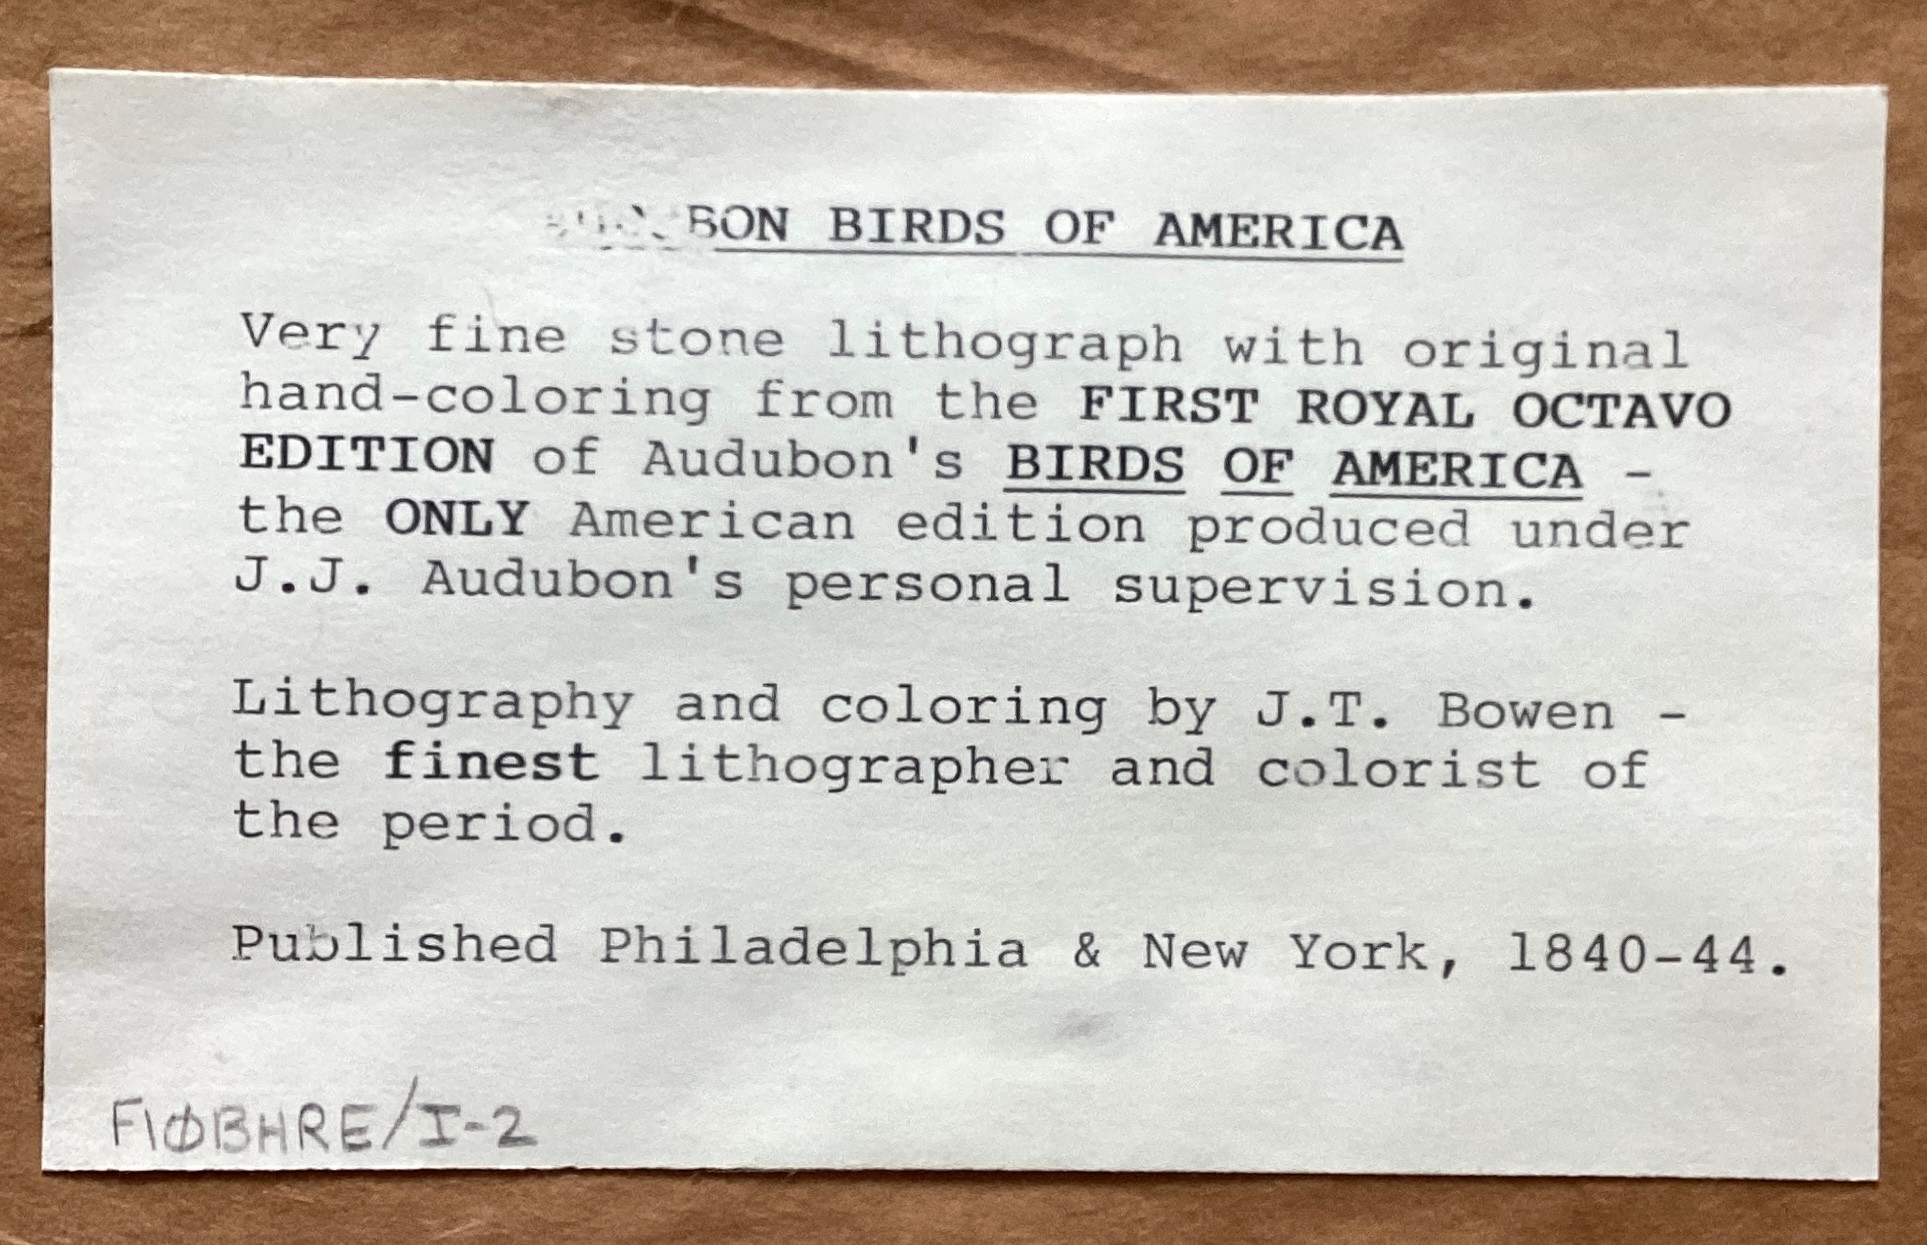 BON BIRDS OF AMERICA
Very fine stone lithograph with original
hand-coloring from the FIRST ROYAL OCTAVO
EDITION of Audubon's BIRDS OF AMERICA -
the ONLY American edition produced under
J.J. Audubon's personal supervision.
Lithography and coloring by J.T. Bowen -
the finest lithographer and colorist of
the period.
Published Philadelphia & New York, 1840-44.
F1ØBHRE/I-2